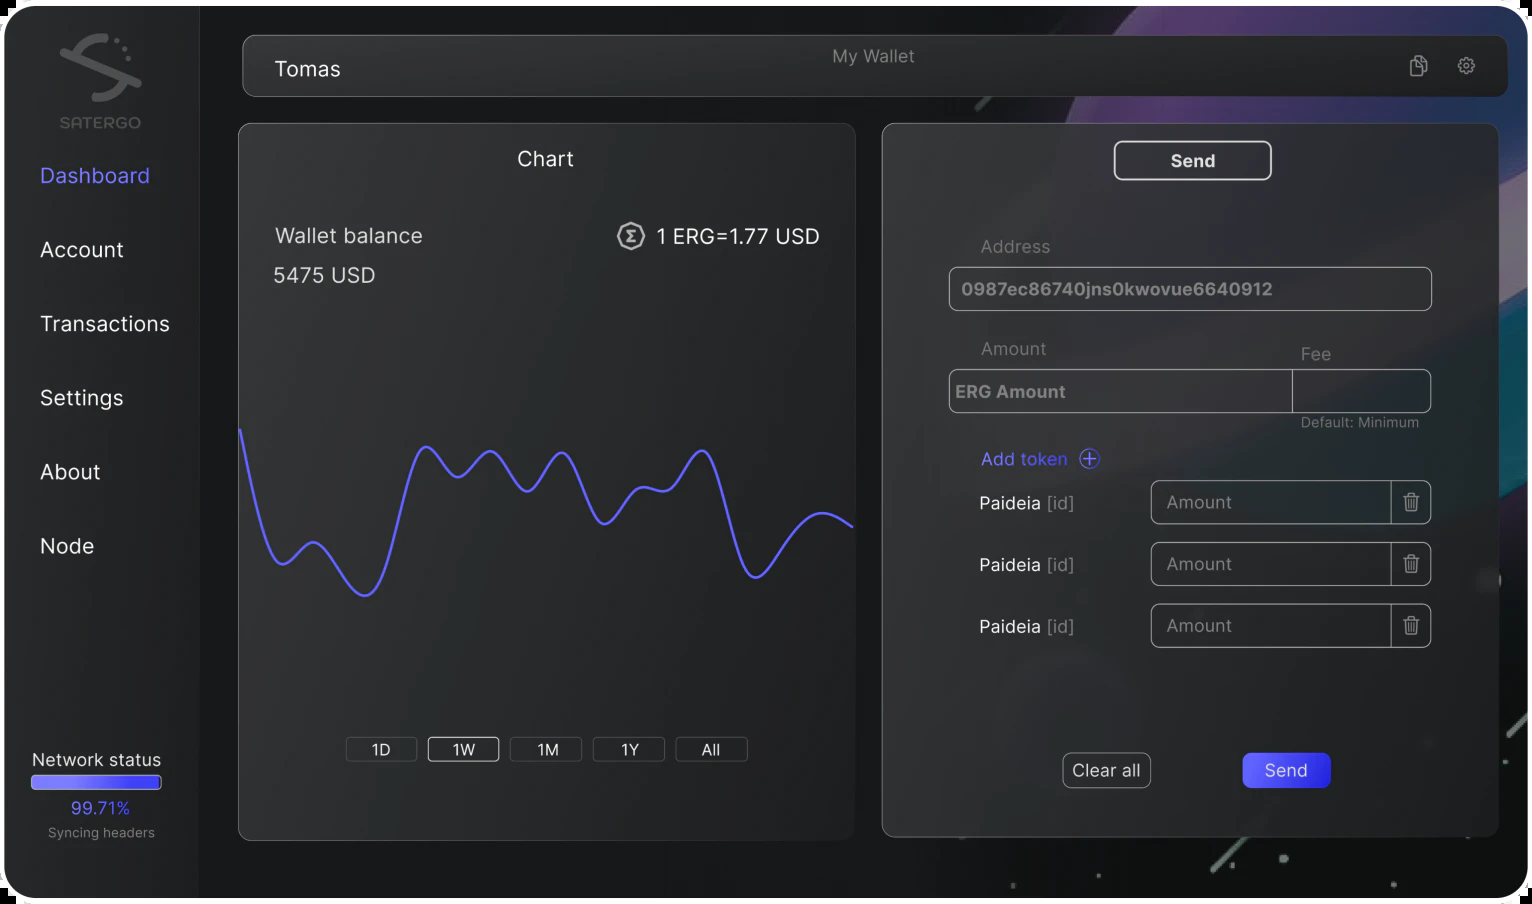 SATERGO
Dashboard
Account
Transactions
Settings
About
Node
Network status
99.71%
Syncing headers
Tomas
My Wallet
Chart
Wallet balance
5475 USD
1 ERG=1.77 USD
1D
1W
1M
1Y
All
Send
Address
0987ec86740jns0kwovue6640912
Amount
Fee
ERG Amount
Default: Minimum
Add token
Paideia [id]
Amount
Paideia [id]
Amount
Paideia [id]
Amount
Clear all
Send